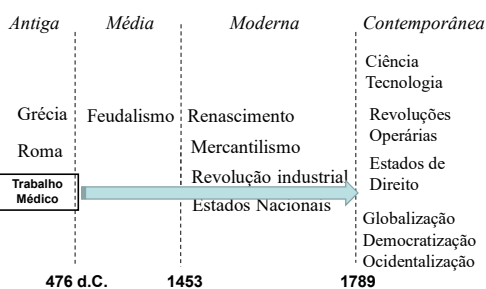 Antiga
Média
Moderna
Contemporânea
Ciência
Tecnologia
Grécia
Feudalismo
Renascimento
Revoluções
Operárias
Roma
Mercantilismo
Estados de
Direito
Trabalho
Médico
Revolução industrial
Estados Nacionais
Globalização
Democratização
Ocidentalização
476 d.C.
1453
1789